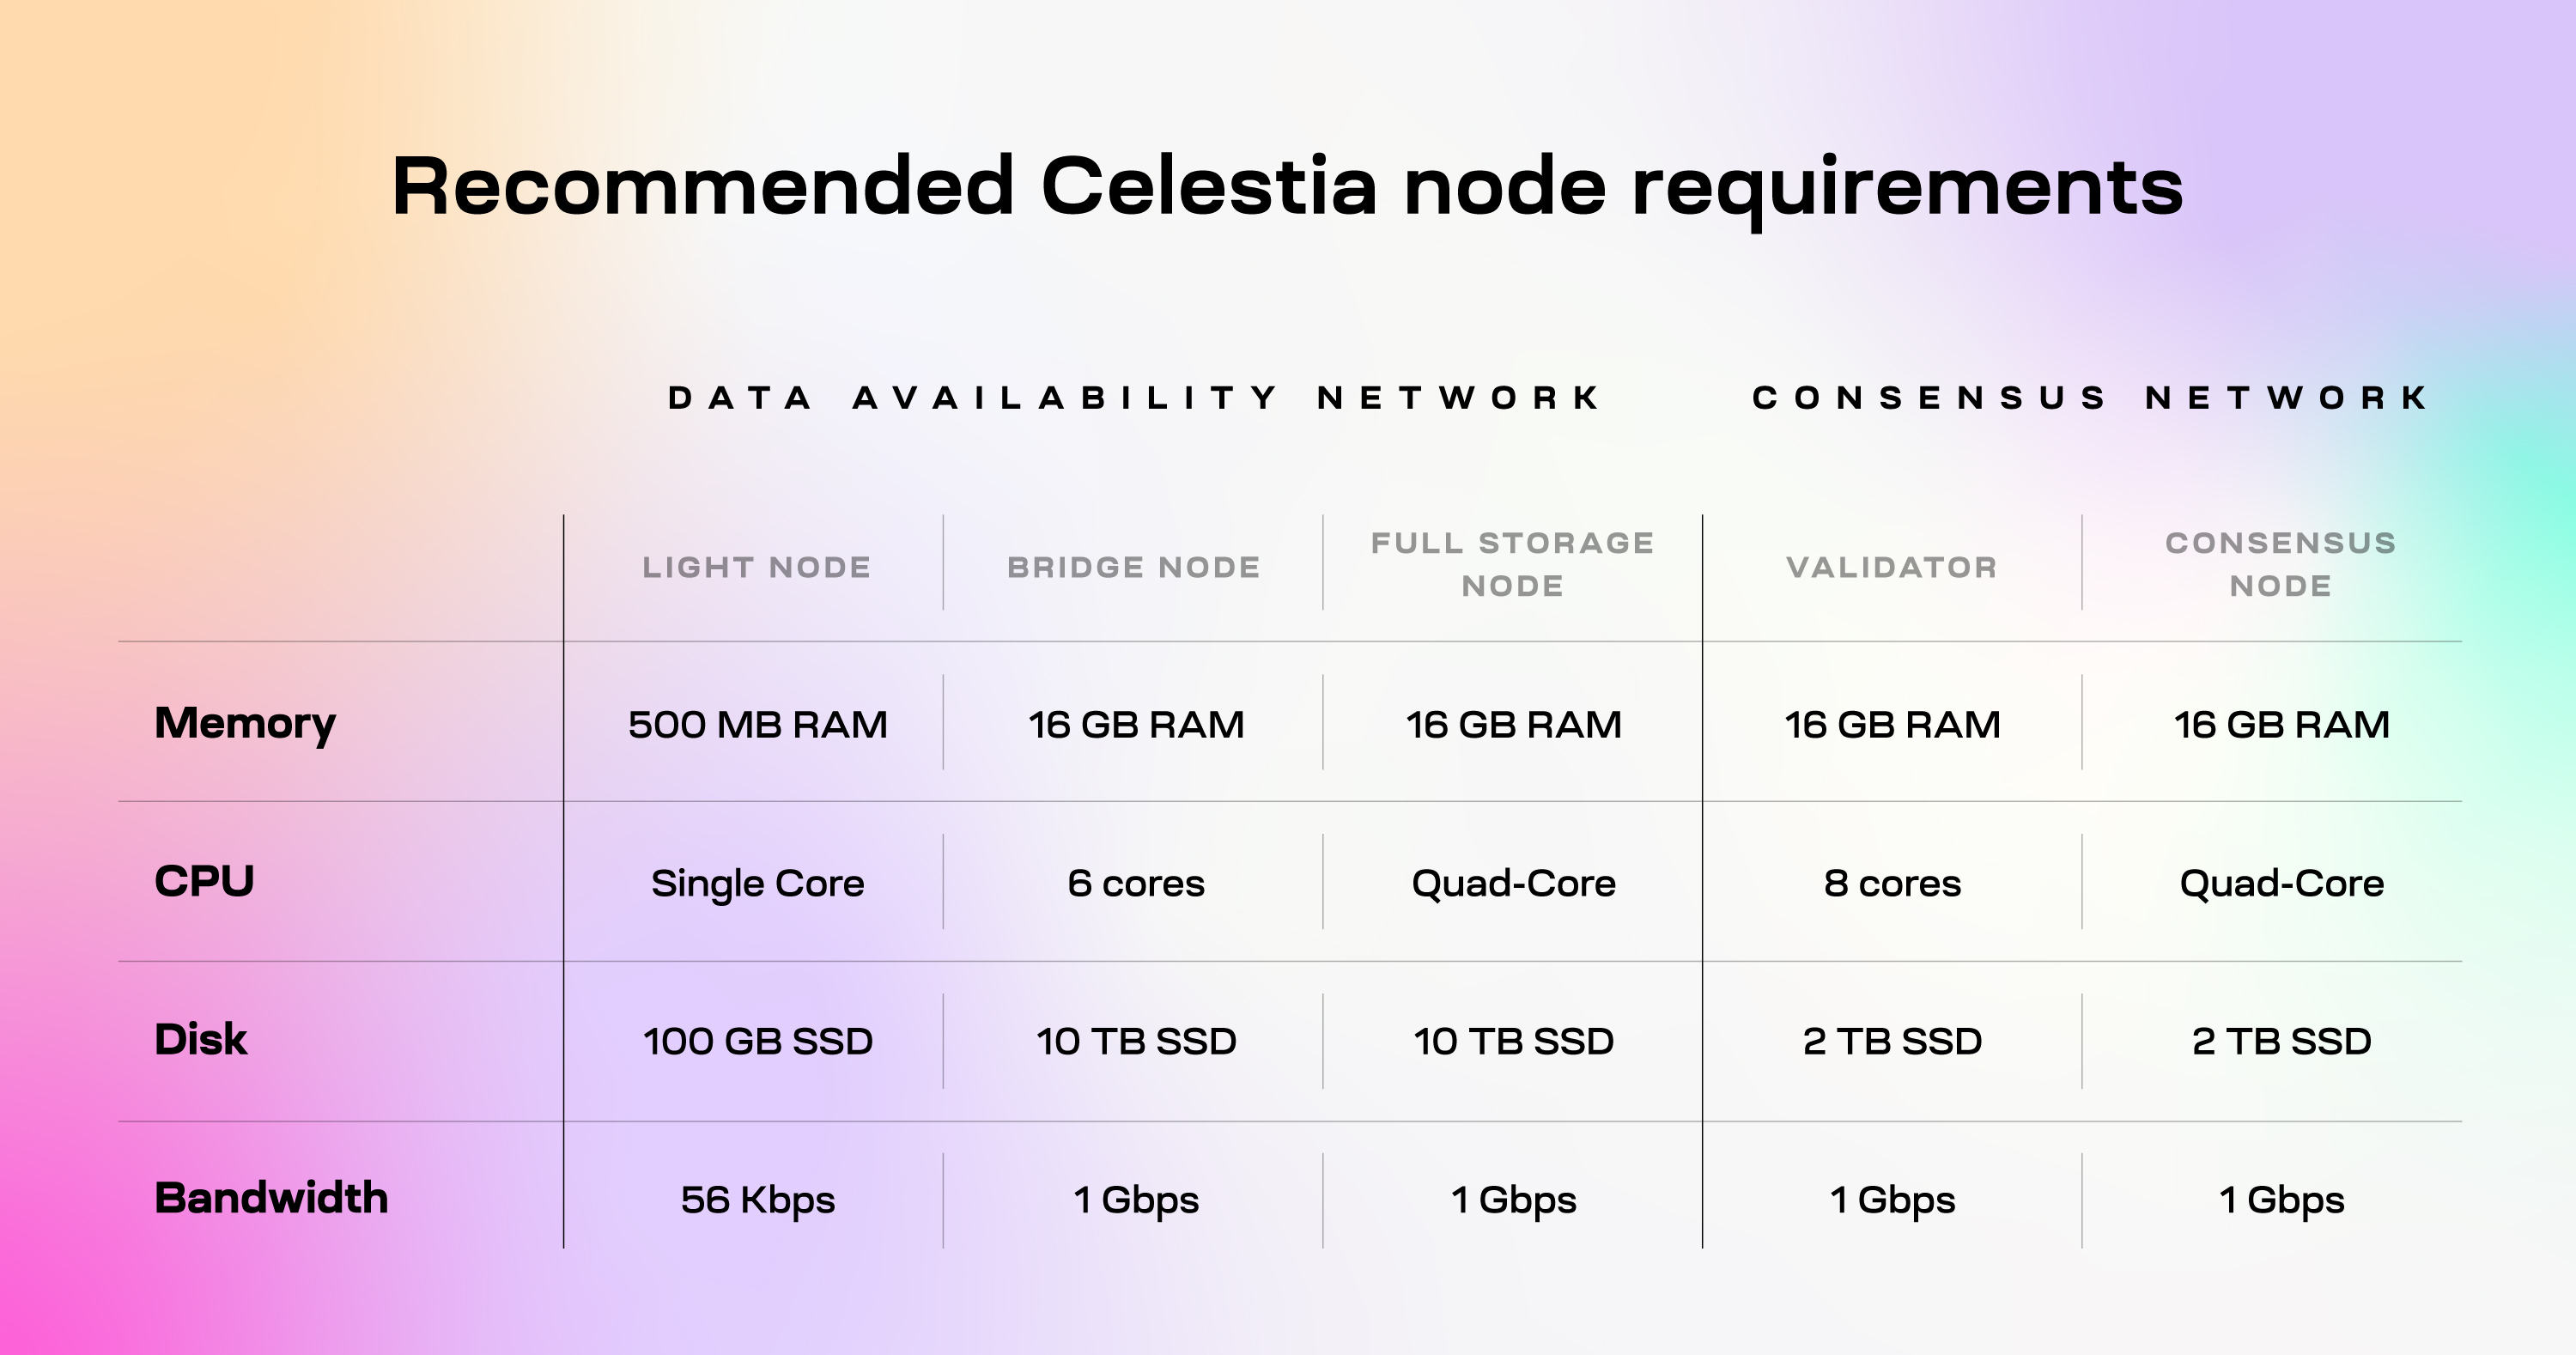 Recommended Celestia node requirements
DATA AVAILABILITY NETWORK CONSENSUS NETWORK
LIGHT NODE BRIDGE NODE FULL STORAGE NODE VALIDATOR CONSENSUS NODE
Memory 500 MB RAM 16 GB RAM 16 GB RAM 16 GB RAM 16 GB RAM
CPU Single Core 6 cores Quad-Core 8 cores Quad-Core
Disk 100 GB SSD 10 TB SSD 10 TB SSD 2 TB SSD 2 TB SSD
Bandwidth 56 Kbps 1 Gbps 1 Gbps 1 Gbps 1 Gbps